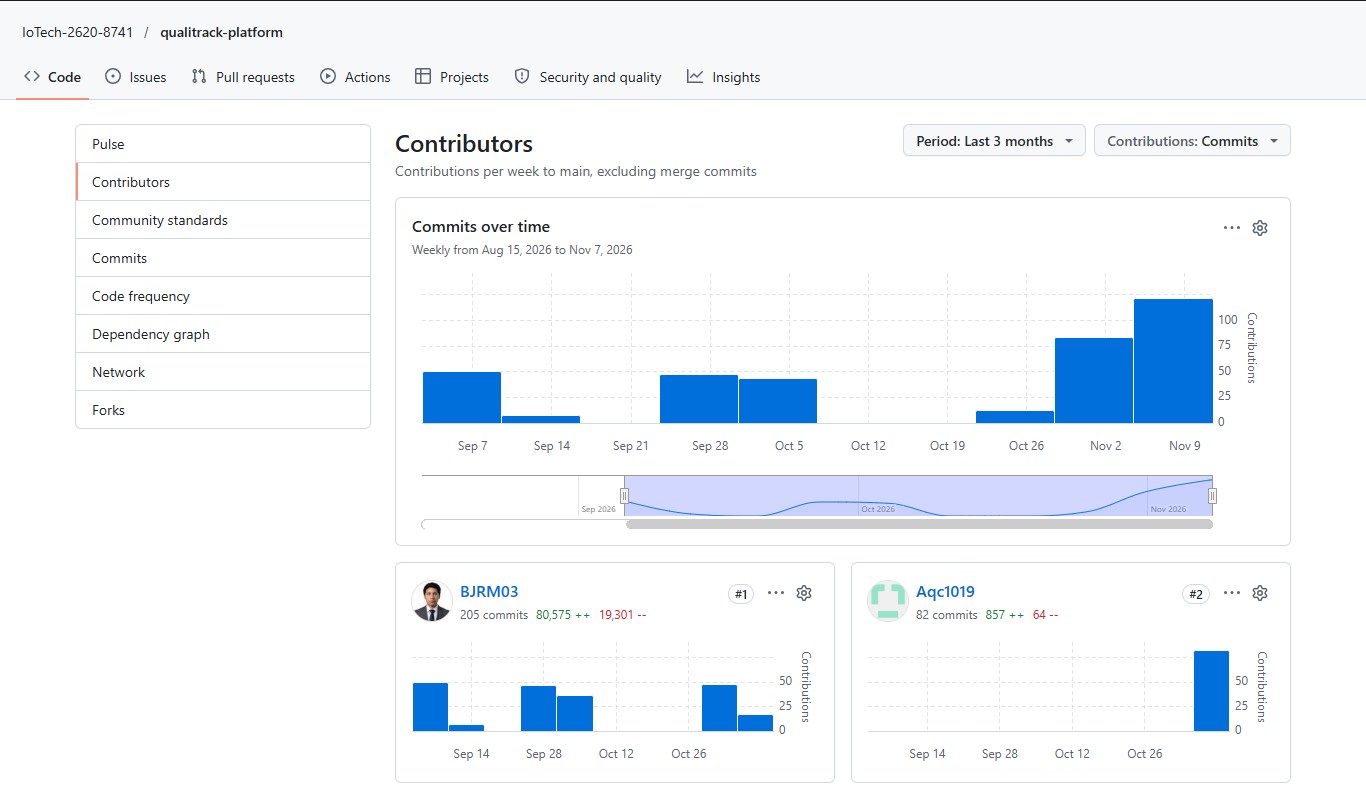 IoTech-2620-8741 / qualitrack-platform
Code Issues Pull requests Actions Projects Security and quality Insights
Pulse
Contributors
Community standards
Commits
Code frequency
Dependency graph
Network
Forks
Contributors
Period: Last 3 months
Contributions: Commits
Contributions per week to main, excluding merge commits
Commits over time
Weekly from Aug 15, 2026 to Nov 7, 2026
100
75
50
25
0
Contributions
Sep 7 Sep 14 Sep 21 Sep 28 Oct 5 Oct 12 Oct 19 Oct 26 Nov 2 Nov 9
Sep 2026 Oct 2026 Nov 2026
BJRM03
#1
205 commits 80,575 ++ 19,301 --
50
25
0
Contributions
Sep 14 Sep 28 Oct 12 Oct 26
Aqc1019
#2
82 commits 857 ++ 64 --
50
25
0
Contributions
Sep 14 Sep 28 Oct 12 Oct 26